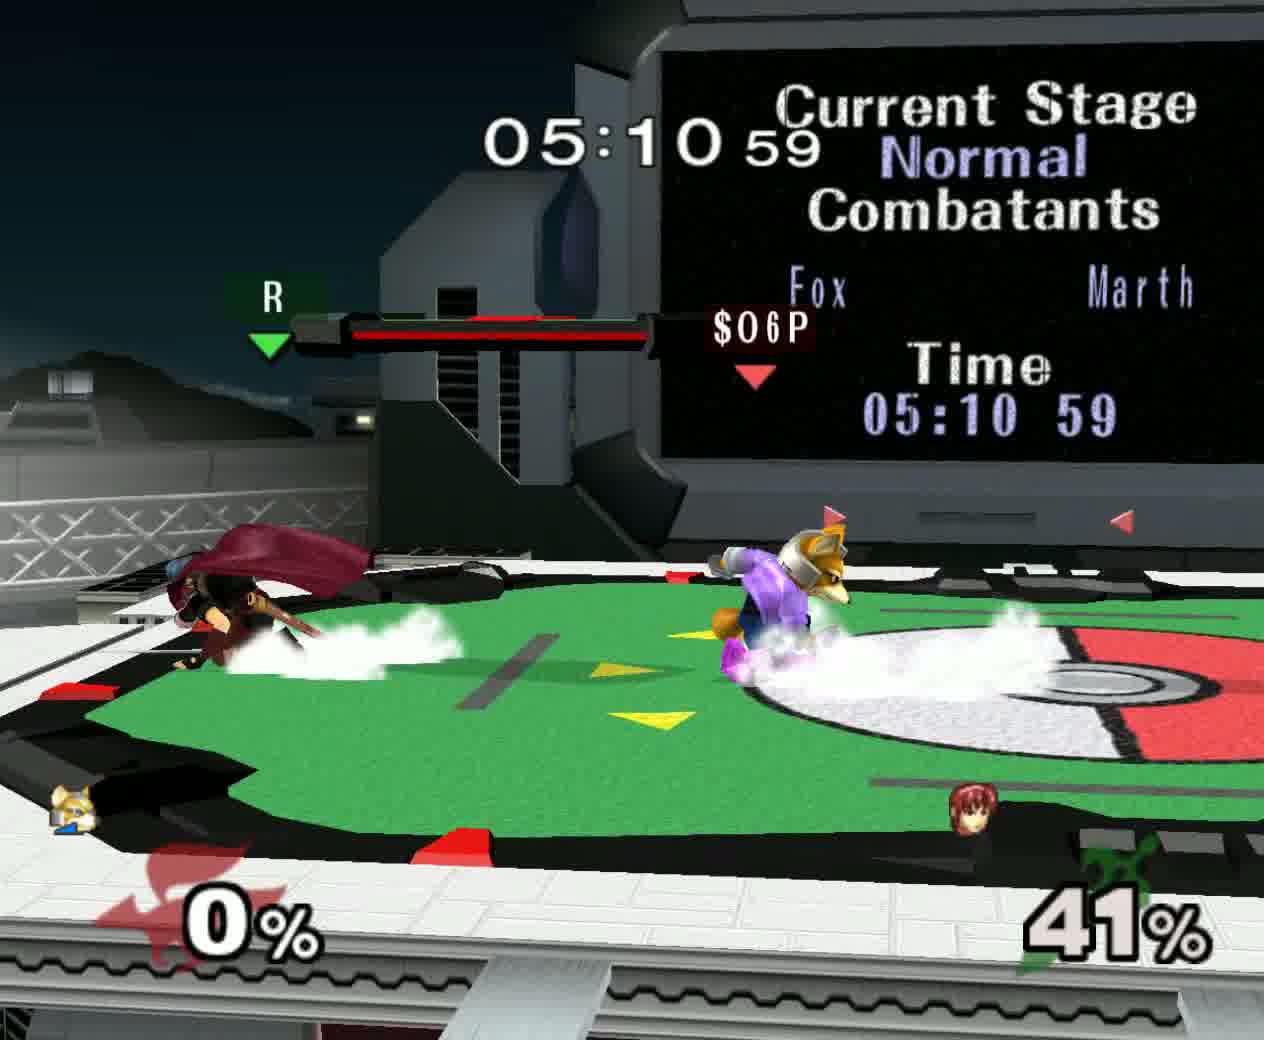 Current Stage
05:10 59
Normal
Combatants
Fox Marth
R
$06P
Time
05:10 59
0%
41%